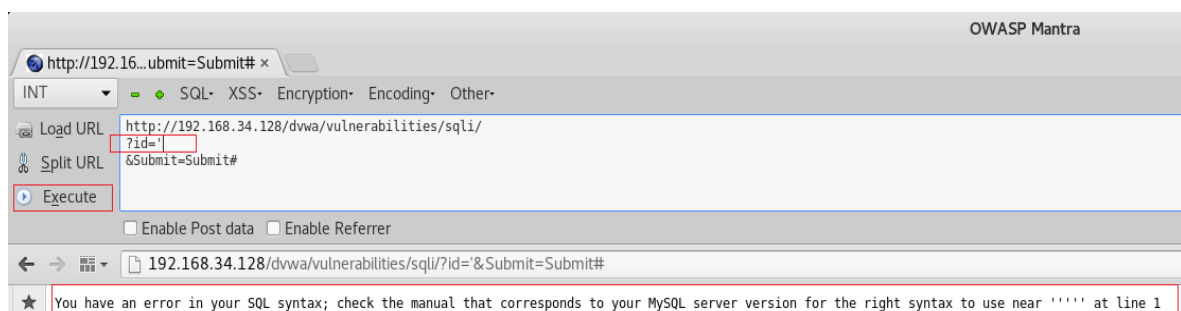 OWASP Mantra
http://192.16...ubmit=Submit# ×
INT SQL- XSS- Encryption- Encoding- Other-
Load URL
Split URL
Execute
http://192.168.34.128/dvwa/vulnerabilities/sqli/
?id='
&Submit=Submit#
Enable Post data Enable Referrer
192.168.34.128/dvwa/vulnerabilities/sqli/?id='&Submit=Submit#
You have an error in your SQL syntax; check the manual that corresponds to your MySQL server version for the right syntax to use near ''''' at line 1